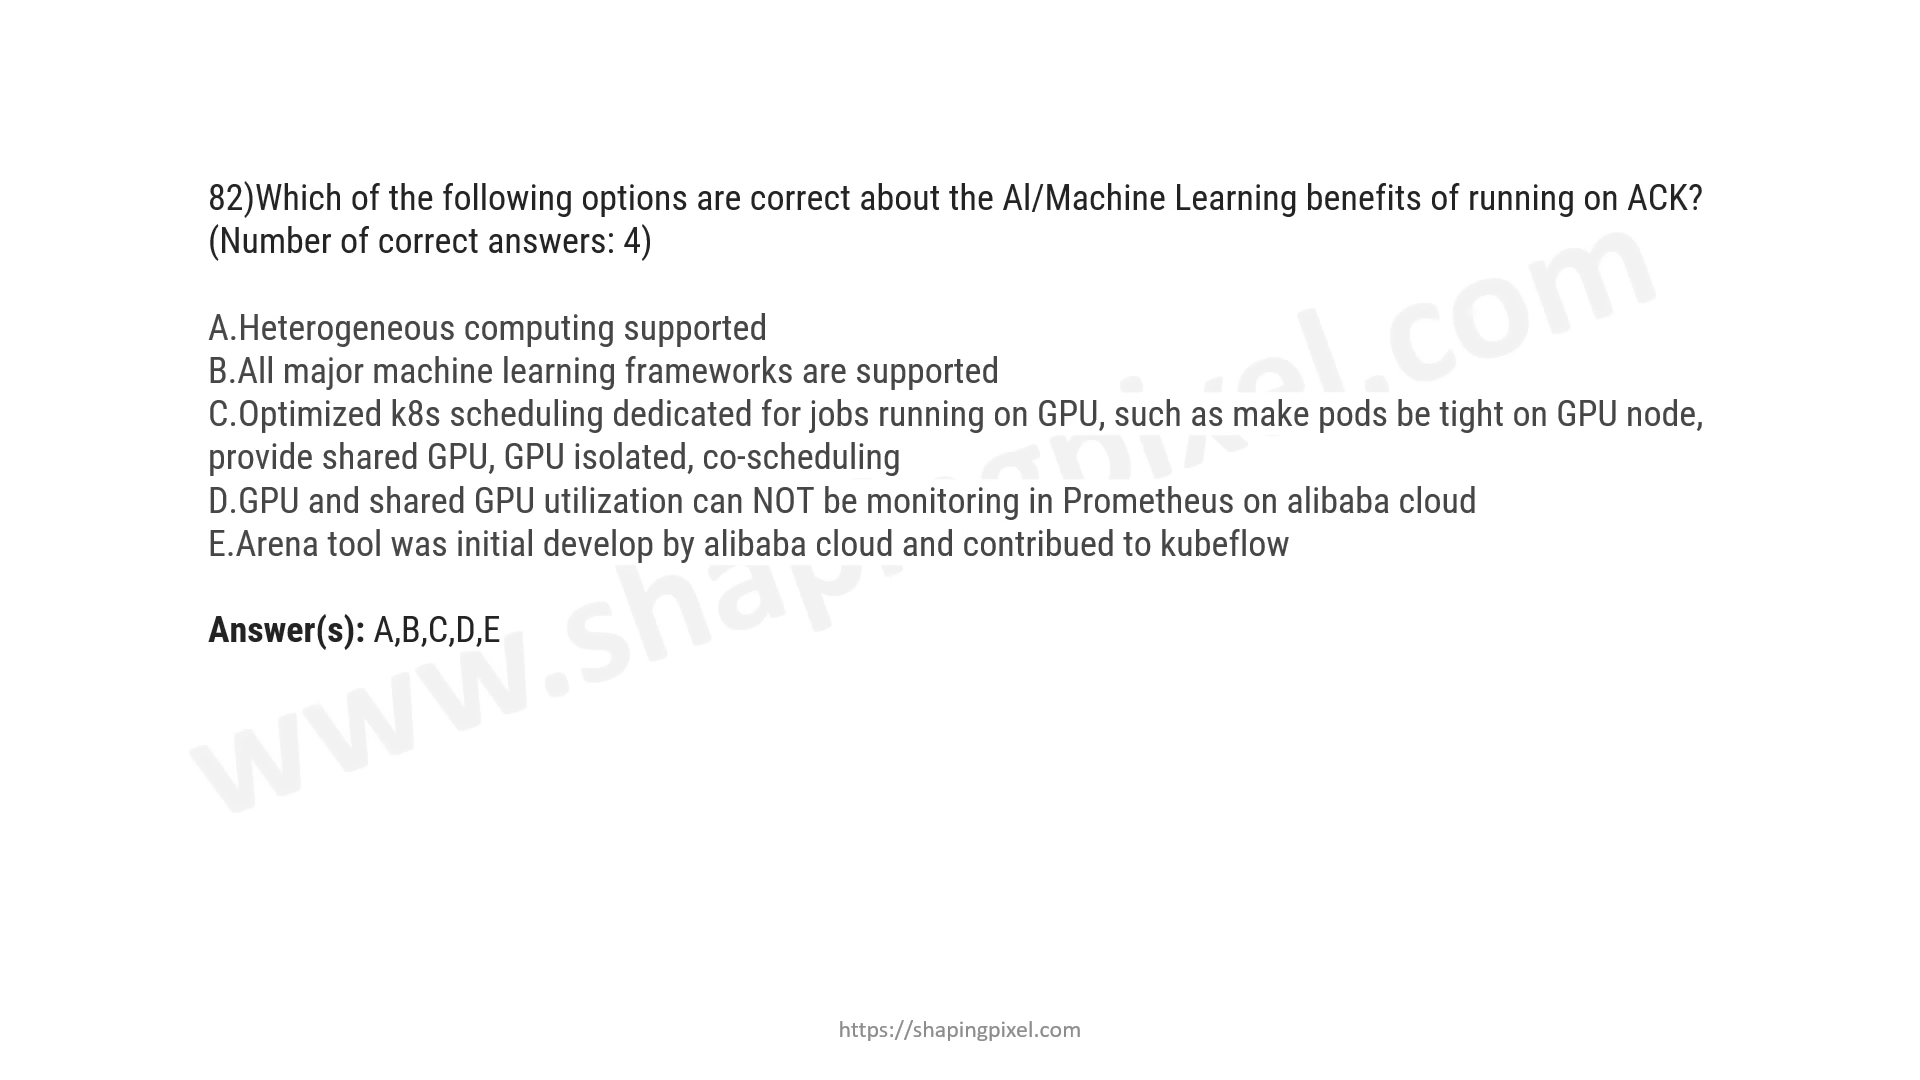 82)Which of the following options are correct about the Al/Machine Learning benefits of running on ACK?
(Number of correct answers: 4)
A.Heterogeneous computing supported
B.All major machine learning frameworks are supported
C.Optimized k8s scheduling dedicated for jobs running on GPU, such as make pods be tight on GPU node,
provide shared GPU, GPU isolated, co-scheduling
D.GPU and shared GPU utilization can NOT be monitoring in Prometheus on alibaba cloud
E.Arena tool was initial develop by alibaba cloud and contribued to kubeflow
Answer(s): A,B,C,D,E
www.shapingpixel.com
https://shapingpixel.com